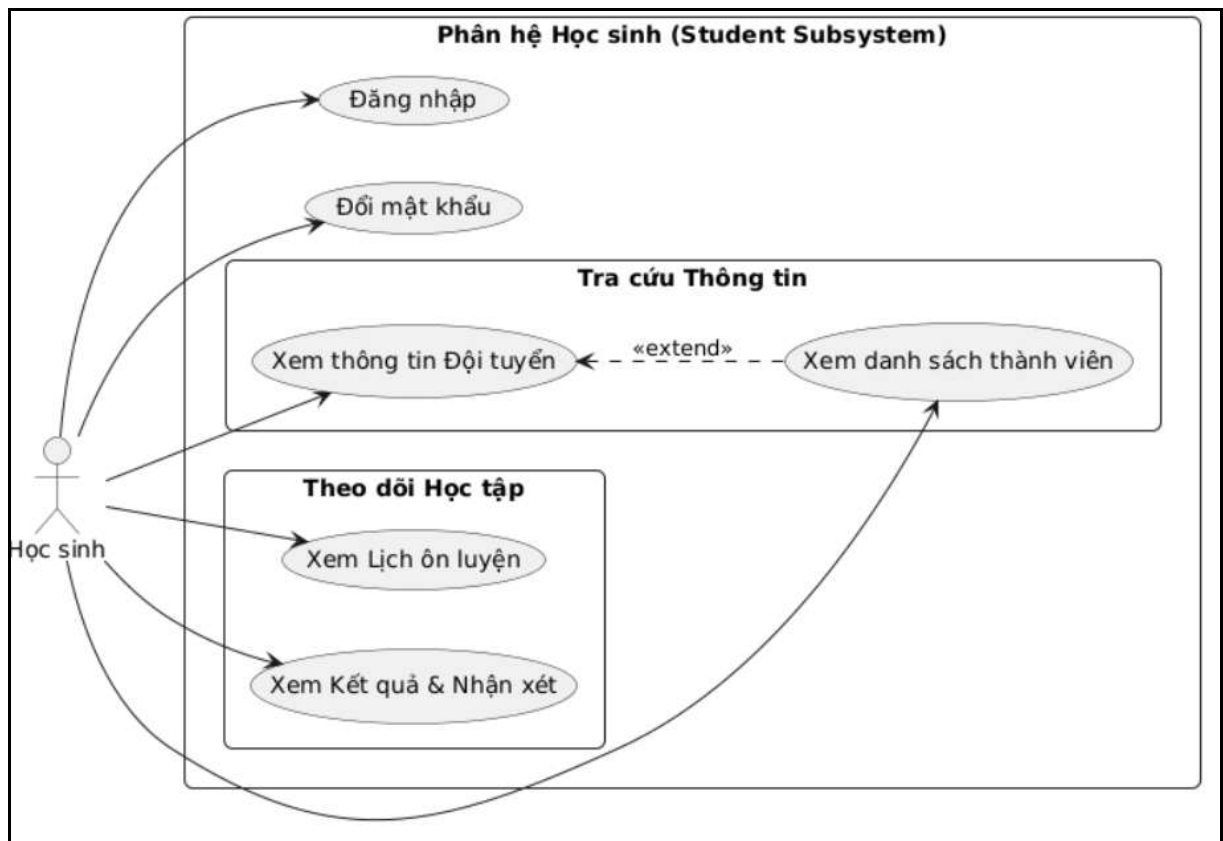 Phân hệ Học sinh (Student Subsystem)
Đăng nhập
Đổi mật khẩu
Tra cứu Thông tin
Xem thông tin Đội tuyển
«extend»
Xem danh sách thành viên
Theo dõi Học tập
Xem Lịch ôn luyện
Học sinh
Xem Kết quả & Nhận xét